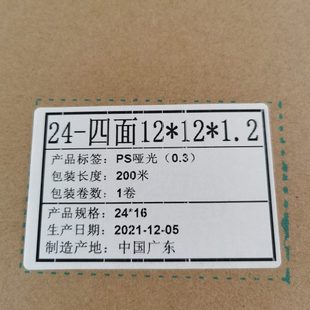 24-四面12*12*1.2
产品标签：PS哑光（0.3）
包装长度：200米
包装卷数：1卷
产品规格：24*16
生产日期：2021-12-05
制造产地：中国广东